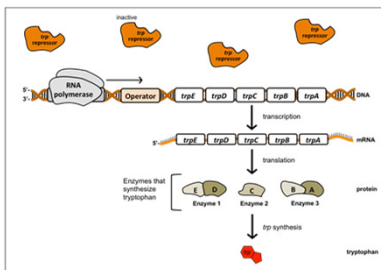 inactive
trp
repressor
trp
repressor
trp
repressor
trp
repressor
RNA
polymerase
5'-
3'-
Operator
trpE
trpD
trpC
trpB
trpA
DNA
transcription
5'-
trpE
trpD
trpC
trpB
trpA
mRNA
translation
Enzymes that
synthesize
tryptophan
E
D
C
B
A
protein
Enzyme 1
Enzyme 2
Enzyme 3
trp synthesis
trp
tryptophan